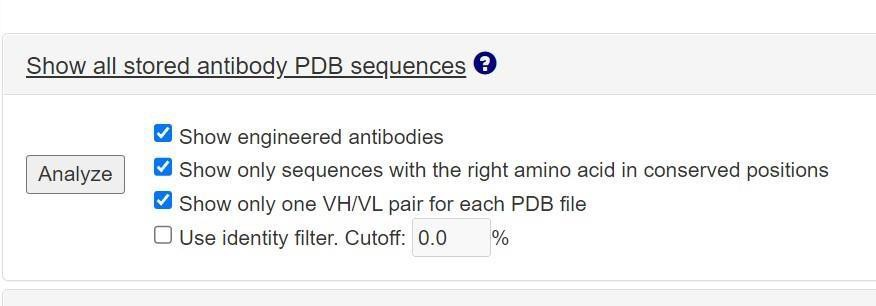 Show all stored antibody PDB sequences ?
Analyze
Show engineered antibodies
Show only sequences with the right amino acid in conserved positions
Show only one VH/VL pair for each PDB file
Use identity filter. Cutoff: 0.0 %